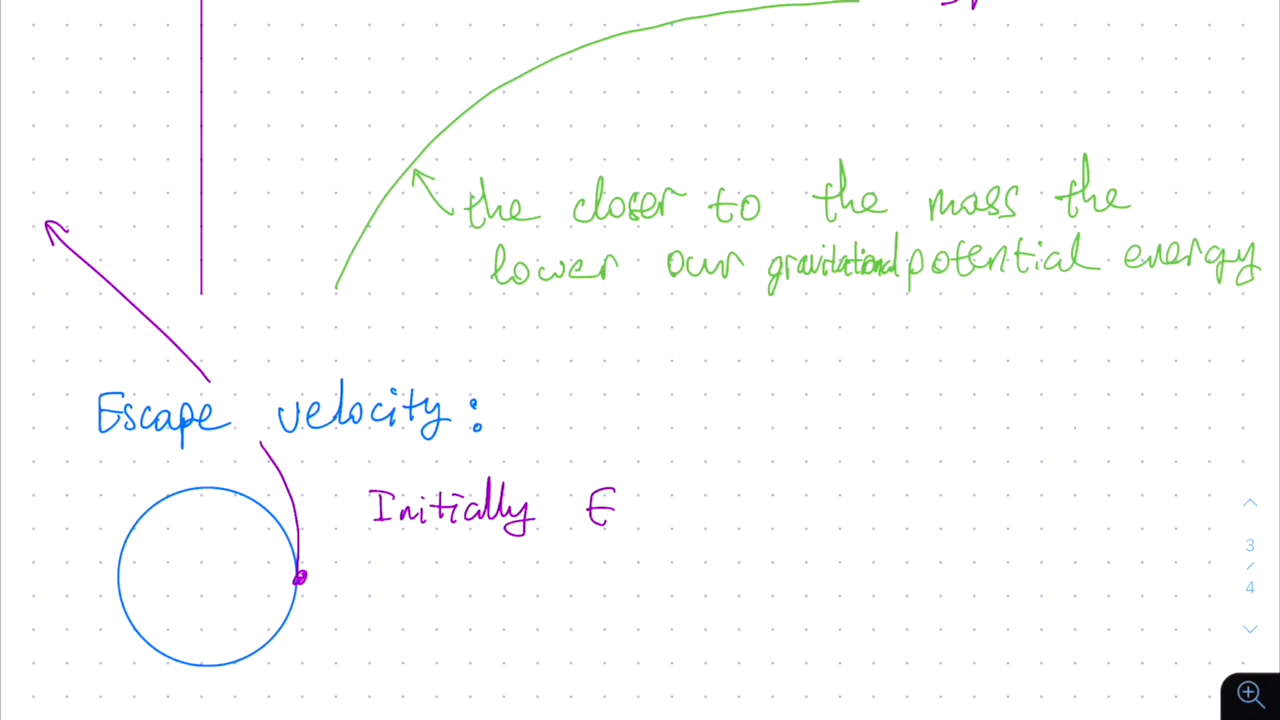 the closer to the mass the
lower our gravitational potential energy
Escape velocity:
Initially E
3
/
4